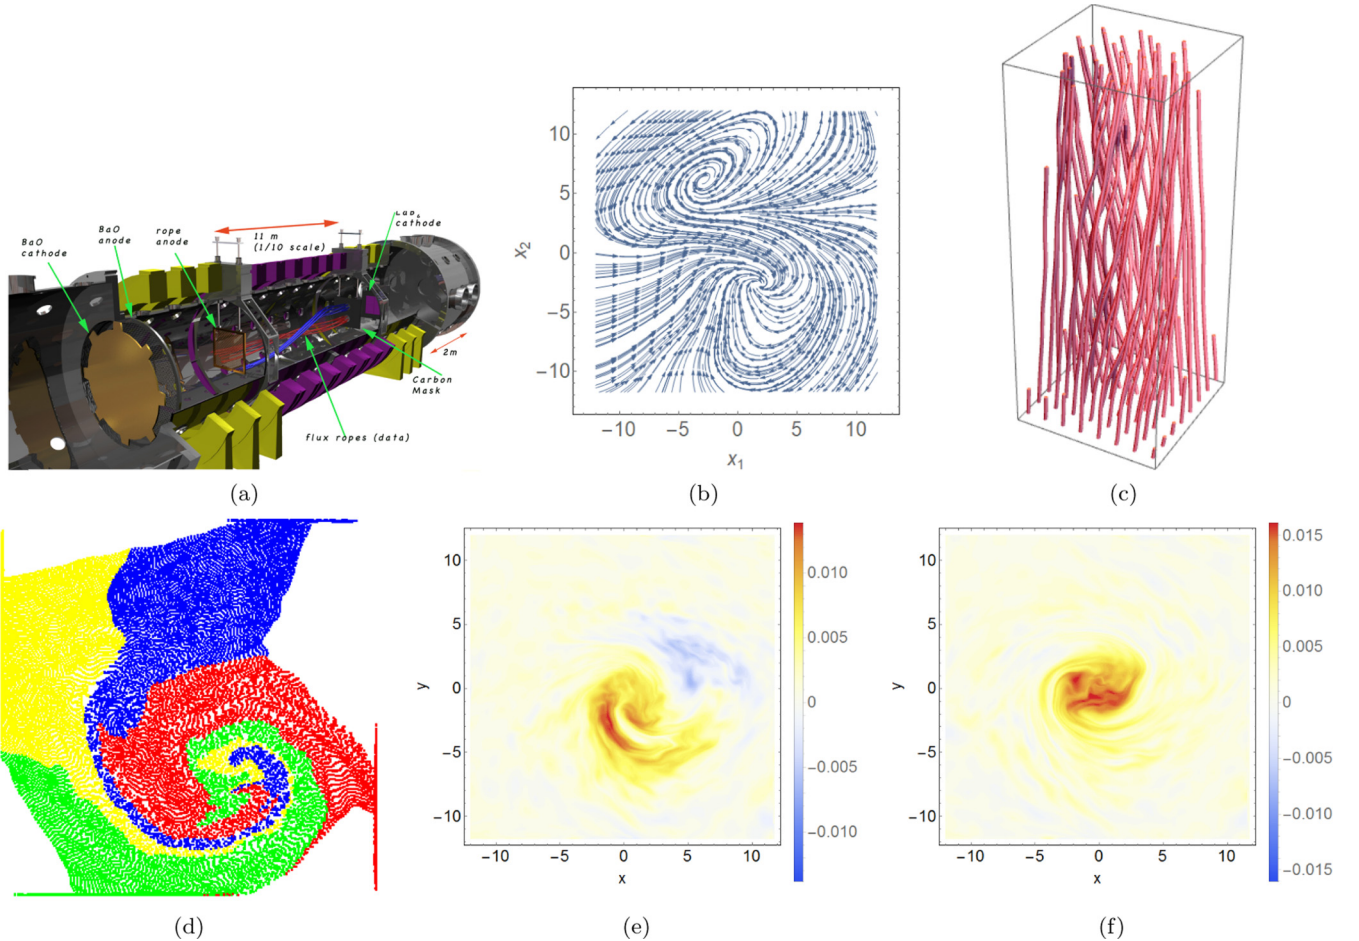 BaO
cathode
BaO
anode
rope
anode
11 m
(1/10 scale)
cathode
2m
Carbon
Mask
Flux ropes (data)
(a)
10
5
0
−5
−10
−10
−5
0
5
10
x2
x1
(b)
(c)
(d)
10
5
0
−5
−10
−10
−5
0
5
10
y
x
0.010
0.005
0
−0.005
−0.010
(e)
10
5
0
−5
−10
−10
−5
0
5
10
y
x
0.015
0.010
0.005
0
−0.005
−0.010
−0.015
(f)